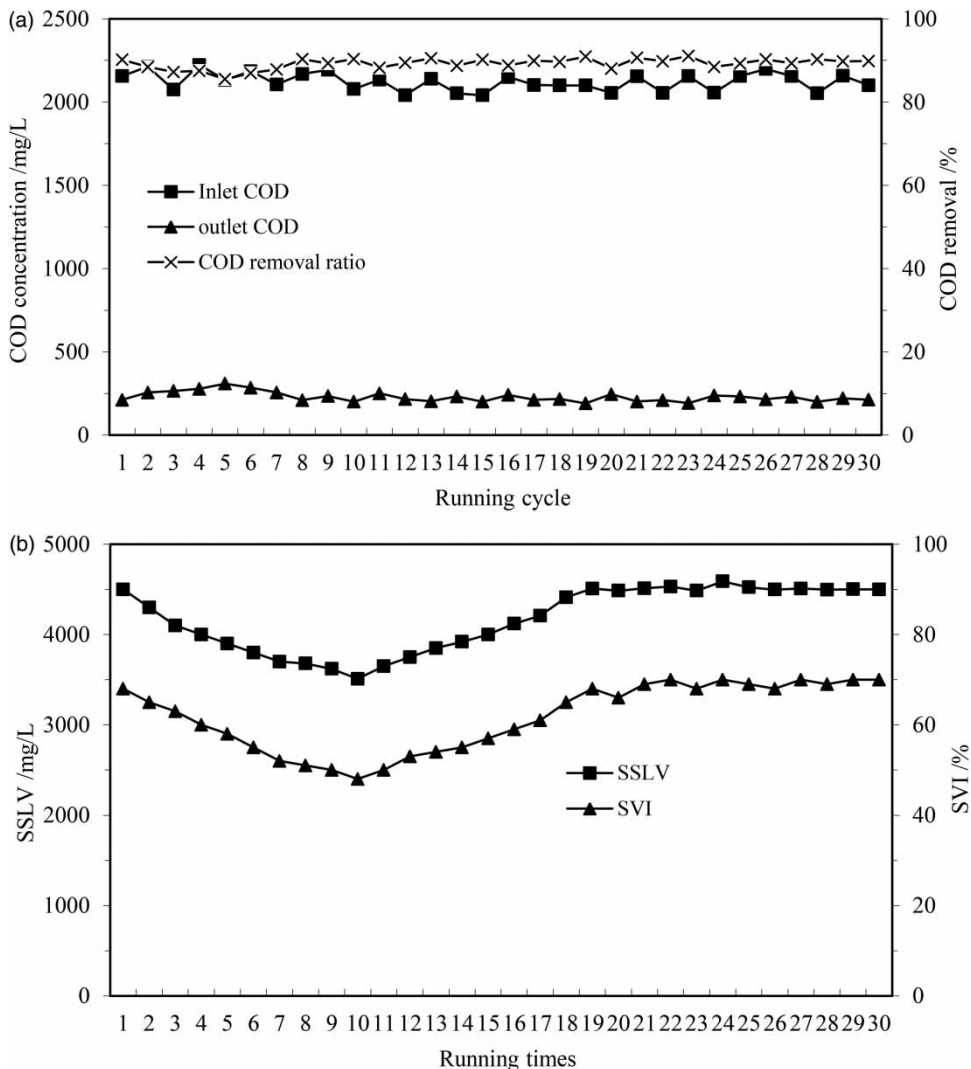 (a)
2500
2000
1500
1000
500
0
COD concentration /mg/L
100
80
60
40
20
0
COD removal /%
Inlet COD
outlet COD
COD removal ratio
1 2 3 4 5 6 7 8 9 10 11 12 13 14 15 16 17 18 19 20 21 22 23 24 25 26 27 28 29 30
Running cycle
(b)
5000
4000
3000
2000
1000
0
SSLV /mg/L
100
80
60
40
20
0
SVI /%
SSLV
SVI
1 2 3 4 5 6 7 8 9 10 11 12 13 14 15 16 17 18 19 20 21 22 23 24 25 26 27 28 29 30
Running times